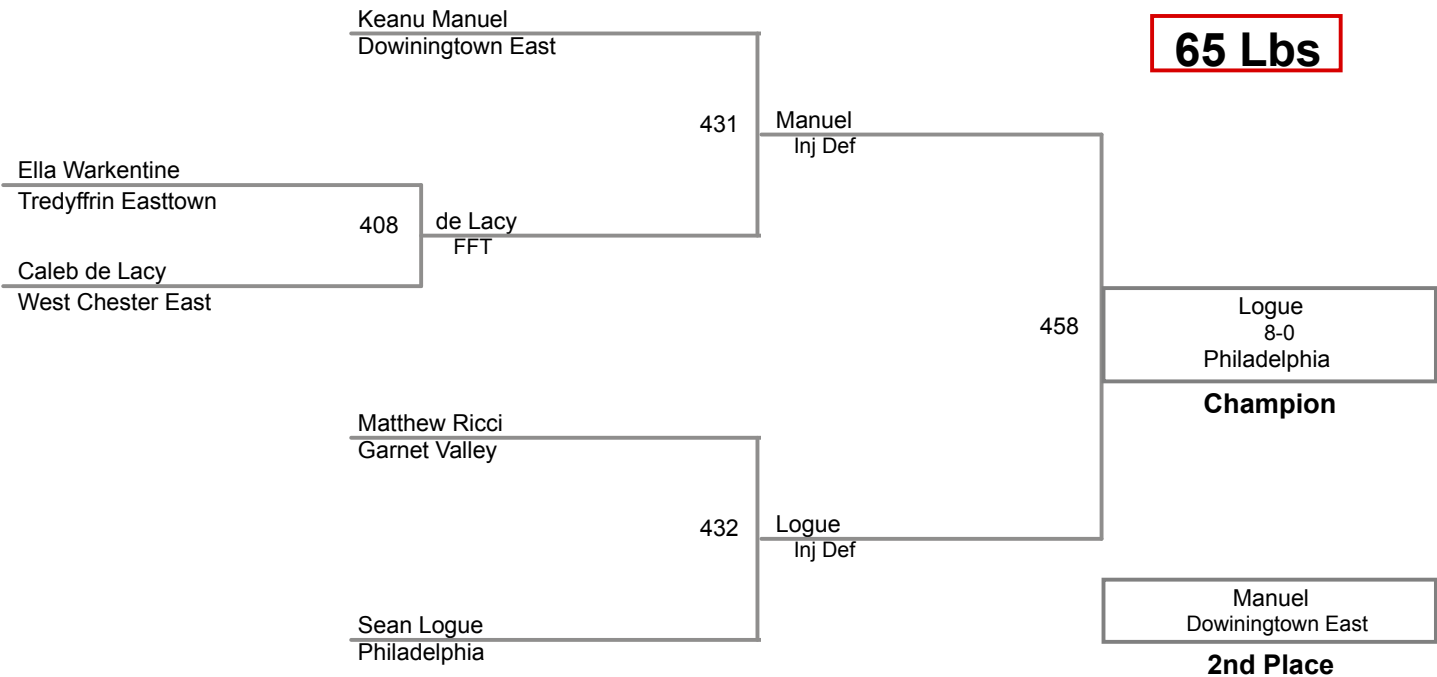 Keanu Manuel
Dowiningtown East
65 Lbs
431
Manuel
Inj Def
Ella Warkentine
Tredyffrin Easttown
408
de Lacy
FFT
Caleb de Lacy
West Chester East
458
Logue
8-0
Philadelphia
Champion
Matthew Ricci
Garnet Valley
432
Logue
Inj Def
Sean Logue
Philadelphia
Manuel
Dowiningtown East
2nd Place